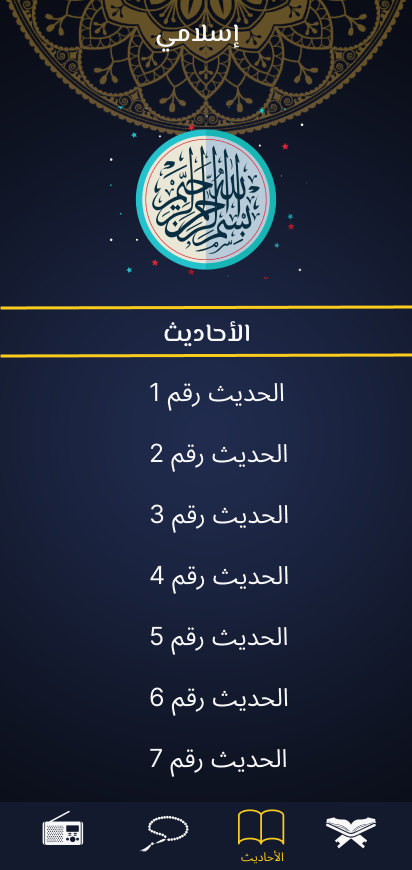 إسلامي
بسم الله الرحمن الرحيم
الأحاديث
الحديث رقم 1
الحديث رقم 2
الحديث رقم 3
الحديث رقم 4
الحديث رقم 5
الحديث رقم 6
الحديث رقم 7
الأحاديث